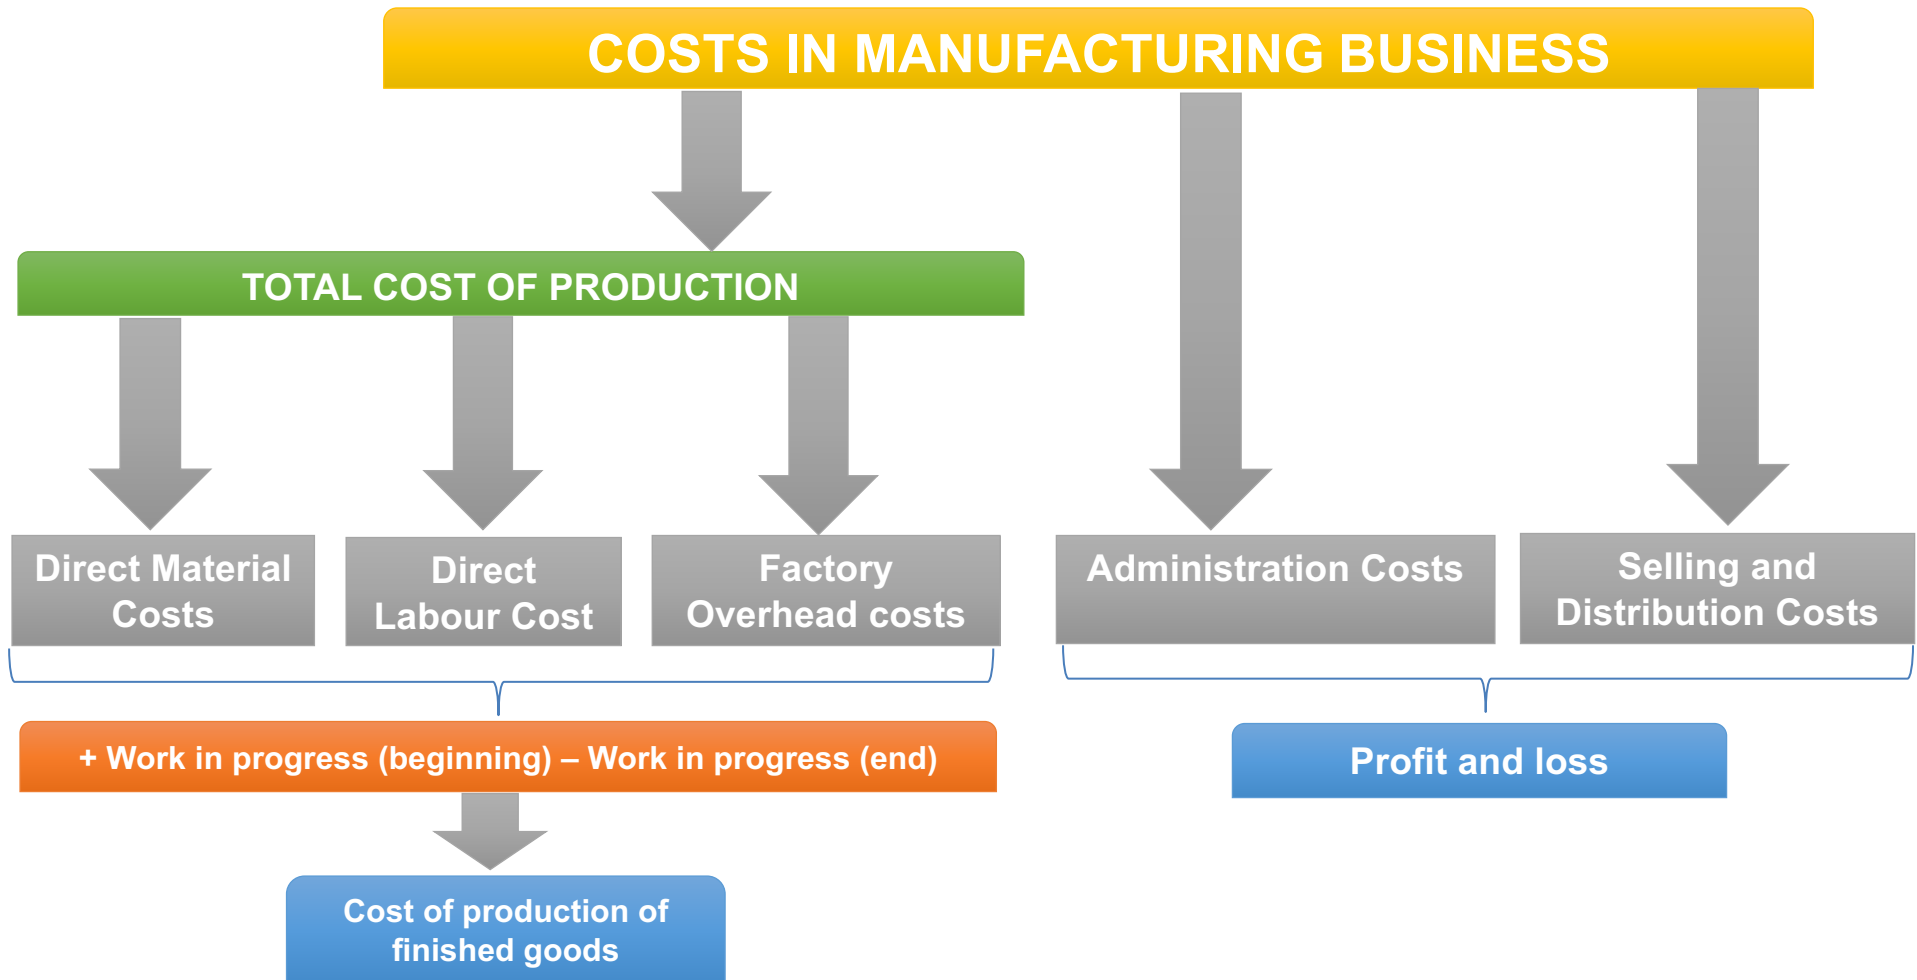 COSTS IN MANUFACTURING BUSINESS
TOTAL COST OF PRODUCTION
Direct Material
Costs
Direct
Labour Cost
Factory
Overhead costs
Administration Costs
Selling and
Distribution Costs
+ Work in progress (beginning) – Work in progress (end)
Profit and loss
Cost of production of
finished goods